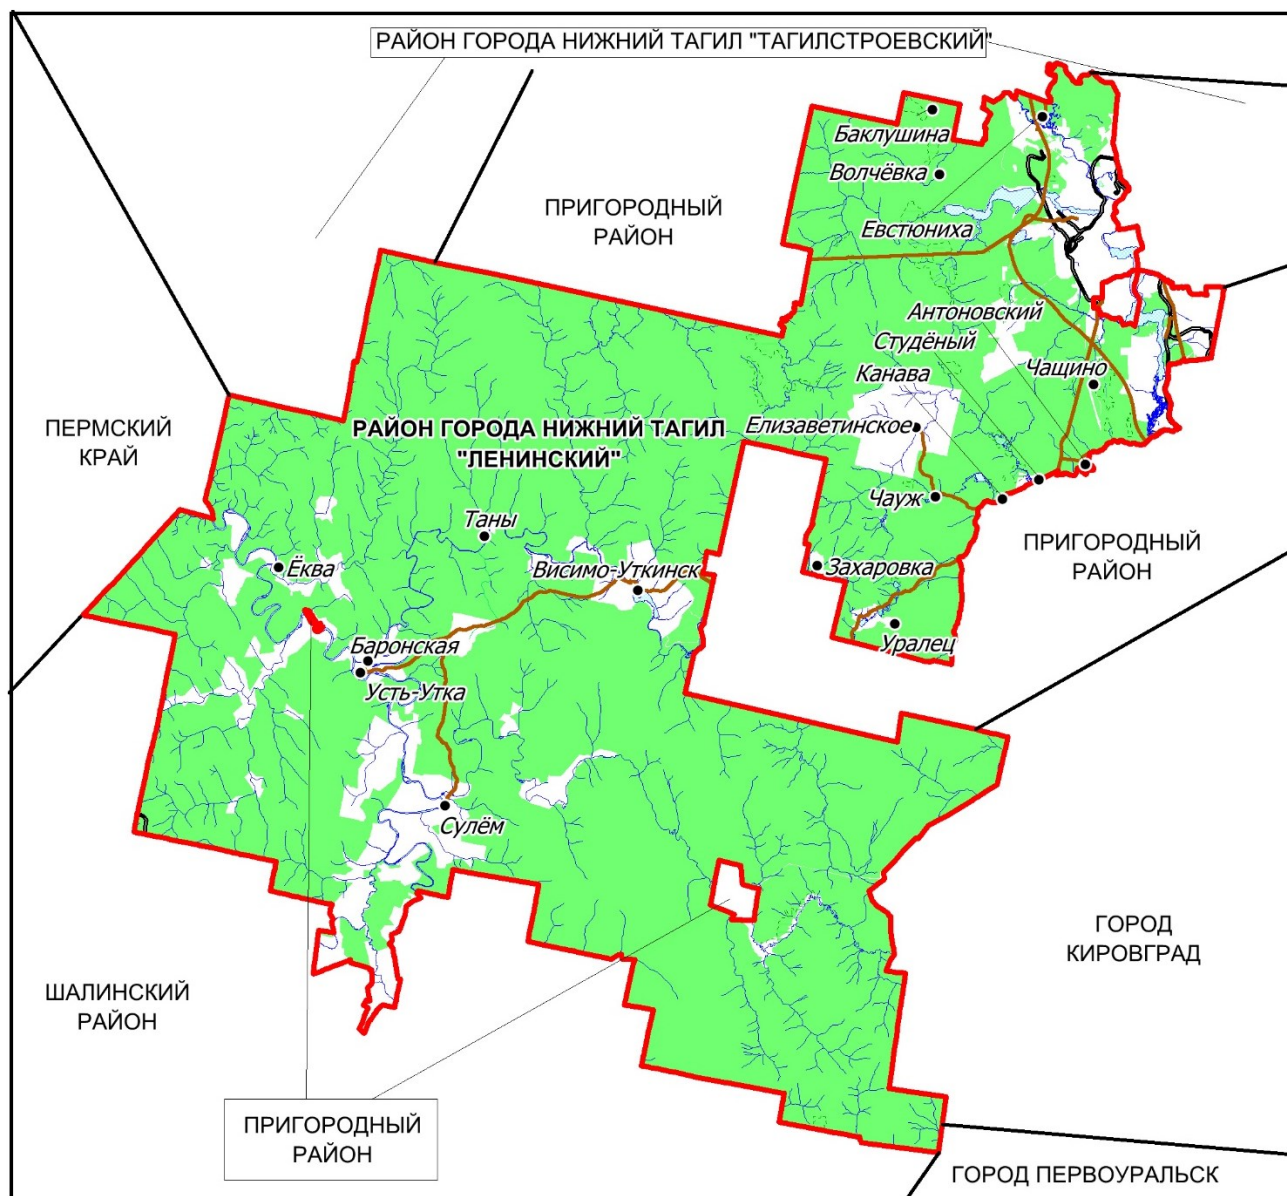 РАЙОН ГОРОДА НИЖНИЙ ТАГИЛ "ТАГИЛСТРОЕВСКИЙ"
Баклушина
Волчёвка
ПРИГОРОДНЫЙ
РАЙОН
Евстюниха
Антоновский
Студёный
Канава
Чащино
ПЕРМСКИЙ
КРАЙ
РАЙОН ГОРОДА НИЖНИЙ ТАГИЛ
"ЛЕНИНСКИЙ"
Елизаветинское
Чауж
Таны
ПРИГОРОДНЫЙ
РАЙОН
Ёква
Висимо-Уткинск
Захаровка
Уралец
Баронская
Усть-Утка
Сулём
ГОРОД
КИРОВГРАД
ШАЛИНСКИЙ
РАЙОН
ПРИГОРОДНЫЙ
РАЙОН
ГОРОД ПЕРВОУРАЛЬСК